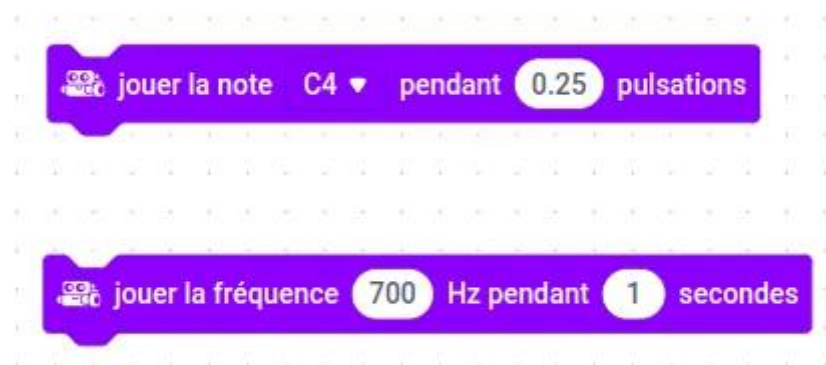 jouer la note C4 pendant 0.25 pulsations
jouer la fréquence 700 Hz pendant 1 secondes